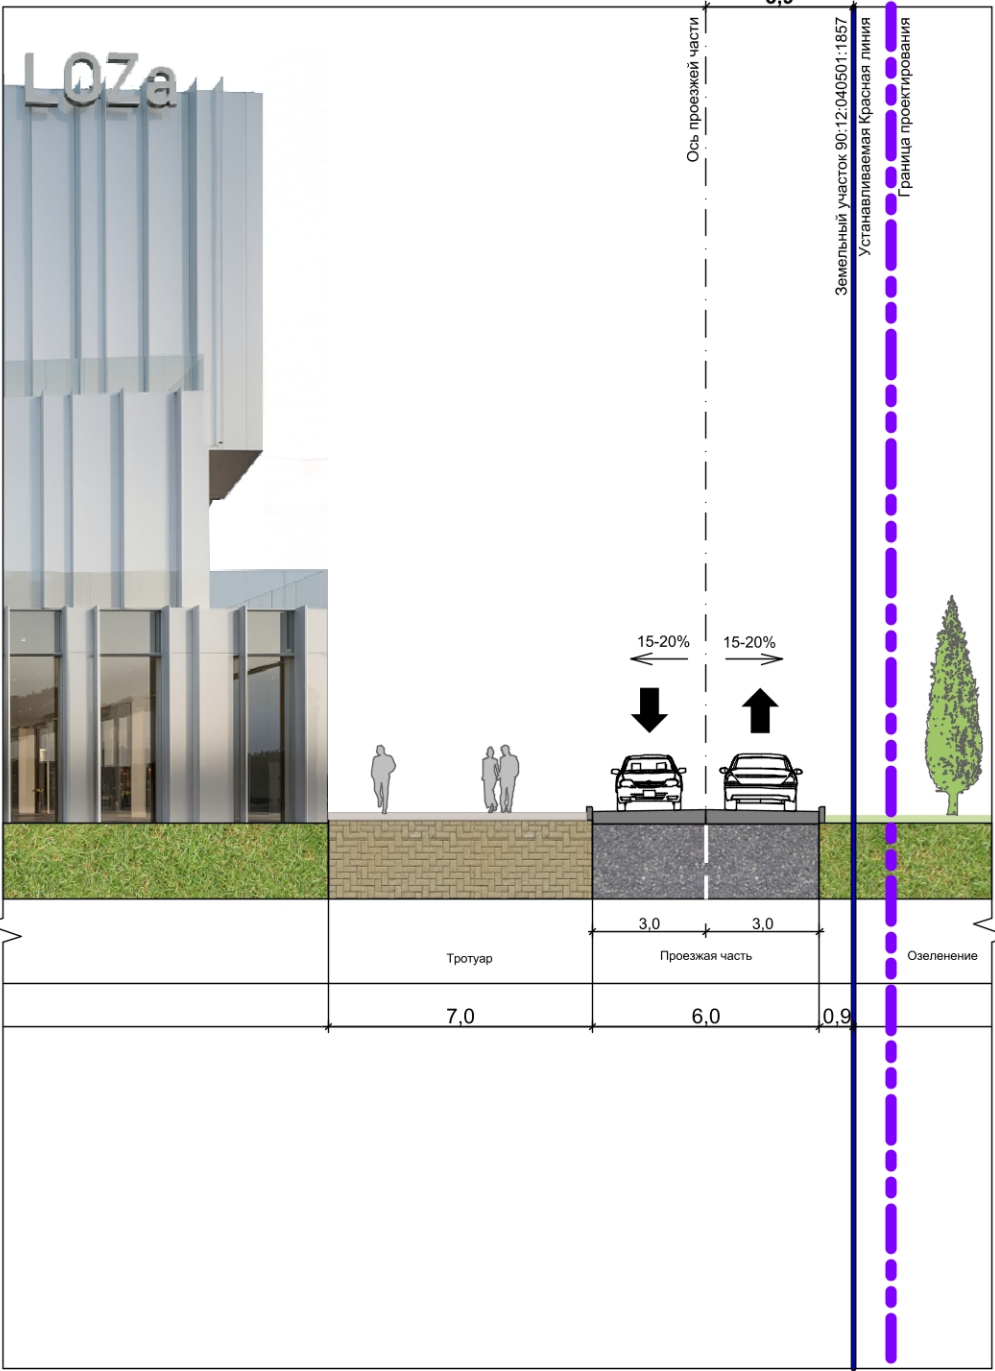 LOZa
Ось проезжей части
Земельный участок 90:12:040501:1857
Устанавливаемая Красная линия
Граница проектирования
15-20%
15-20%
3,0
3,0
Тротуар
Проезжая часть
Озеленение
7,0
6,0
0,9